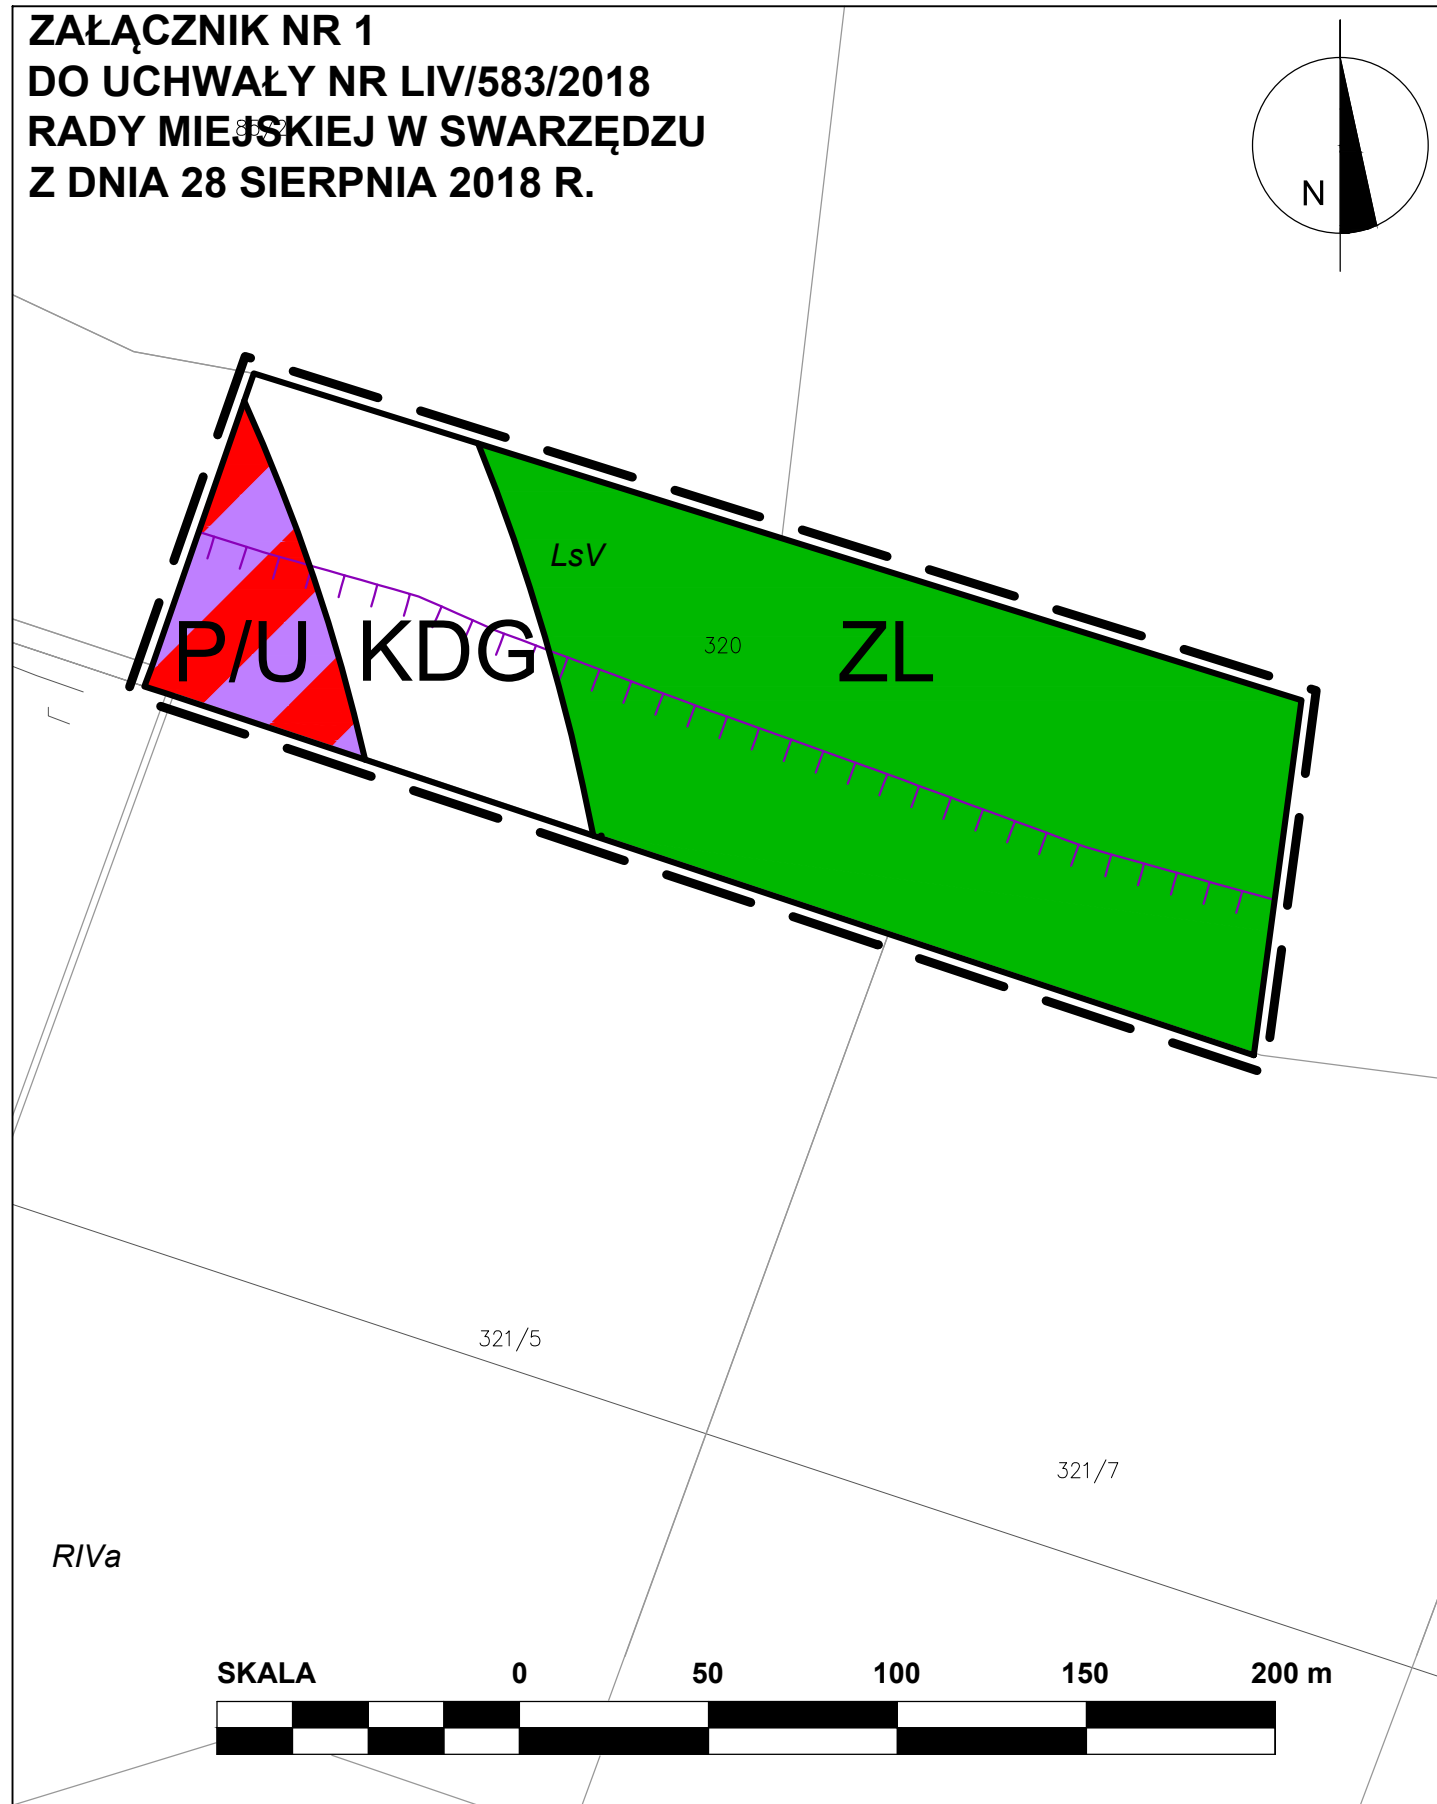 ZAŁĄCZNIK NR 1
DO UCHWAŁY NR LIV/583/2018
RADY MIEJSKIEJ W SWARZĘDZU
Z DNIA 28 SIERPNIA 2018 R.
N
LsV
P/U KDG 320 ZL
321/5
321/7
RIVa
SKALA 0 50 100 150 200 m